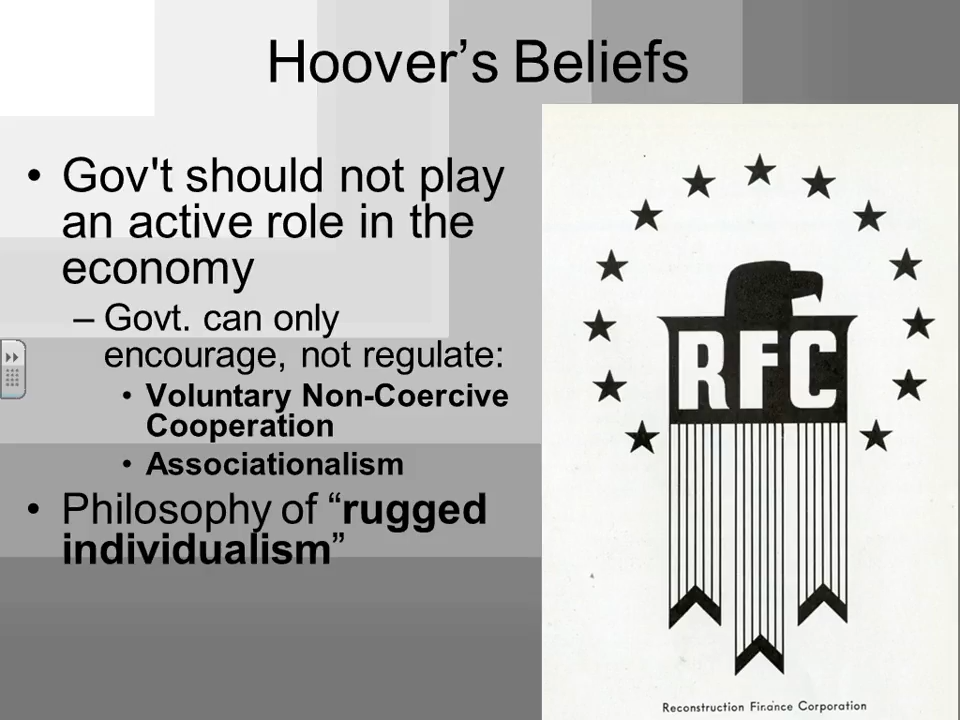 Hoover’s Beliefs
• Gov't should not play
an active role in the
economy
– Govt. can only
encourage, not regulate:
• Voluntary Non-Coercive
Cooperation
• Associationalism
• Philosophy of “rugged
individualism”
RFC
Reconstruction Finance Corporation